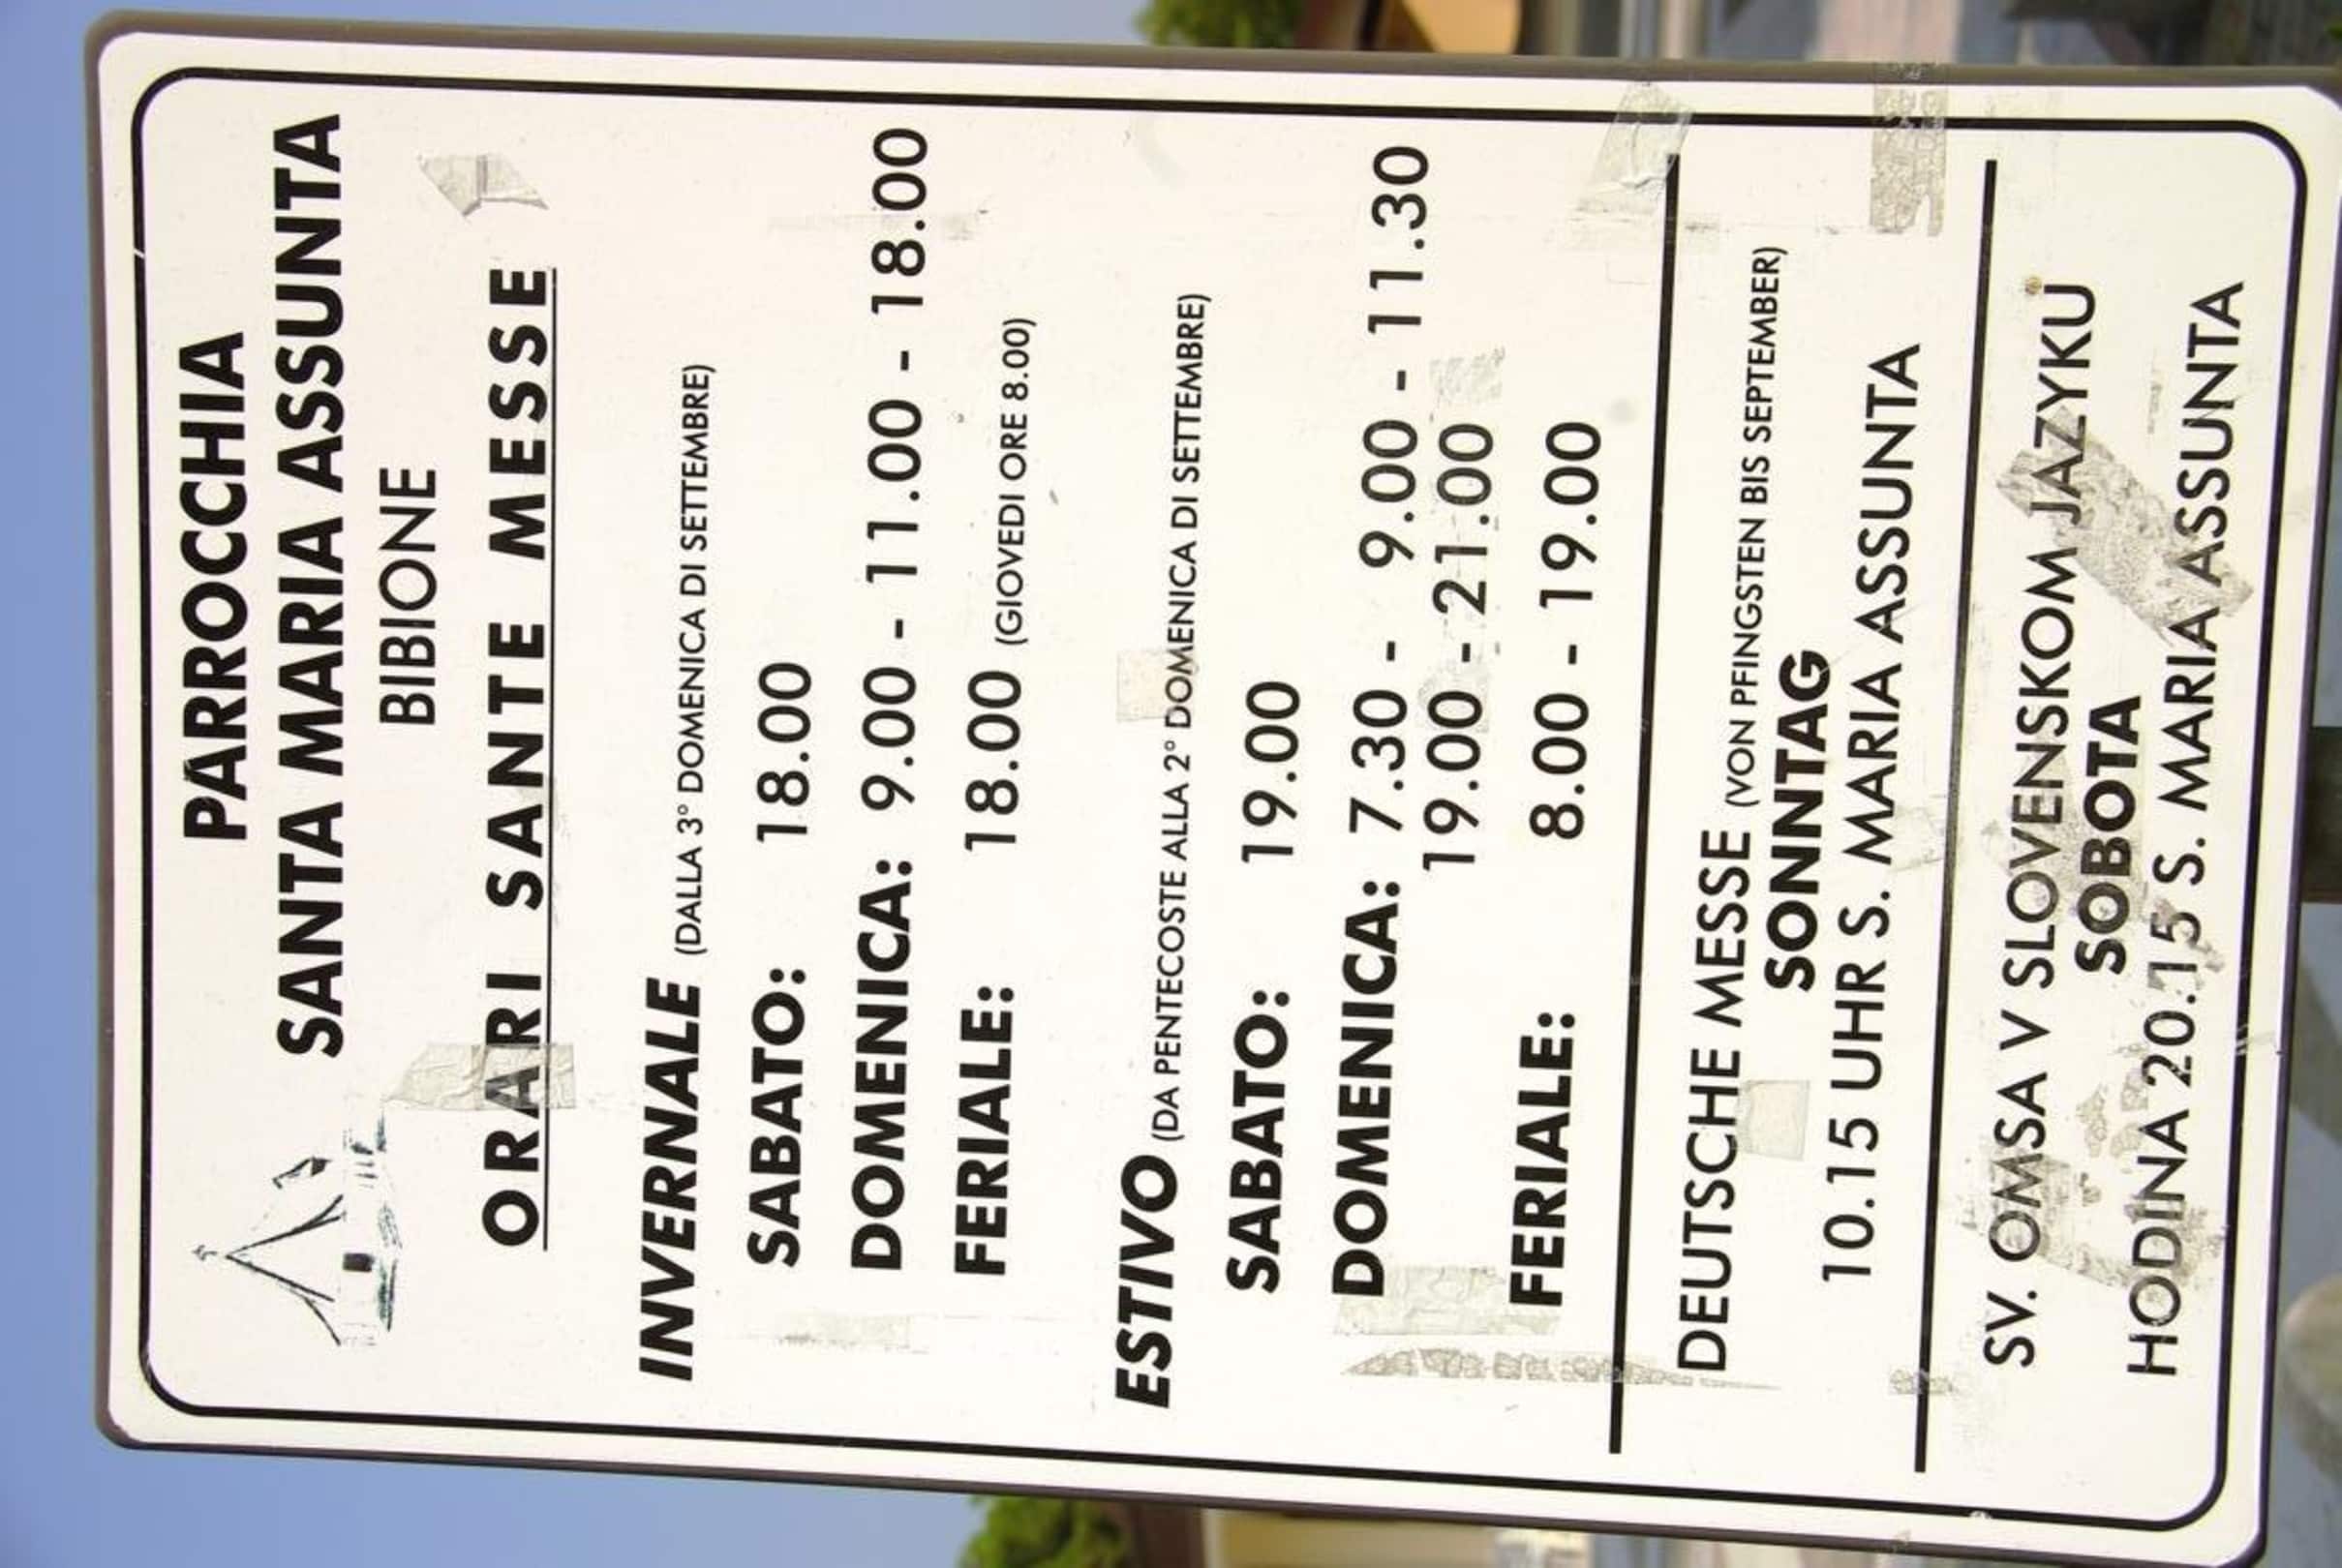 PARROCCHIA
SANTA MARIA ASSUNTA
BIBIONE
ORARI SANTE MESSE
INVERNALE (DALLA 3° DOMENICA DI SETTEMBRE)
SABATO: 18.00
DOMENICA: 9.00 - 11.00 - 18.00
FERIALE: 18.00 (GIOVEDI ORE 8.00)
ESTIVO (DA PENTECOSTE ALLA 2° DOMENICA DI SETTEMBRE)
SABATO: 19.00
DOMENICA: 7.30 - 9.00 - 11.30
19.00 - 21.00
FERIALE: 8.00 - 19.00
DEUTSCHE MESSE (VON PFINGSTEN BIS SEPTEMBER)
SONNTAG
10.15 UHR S. MARIA ASSUNTA
SV. OMSA V SLOVENSKOM JAZYKU
SOBOTA
HODINA 20.15 S. MARIA ASSUNTA